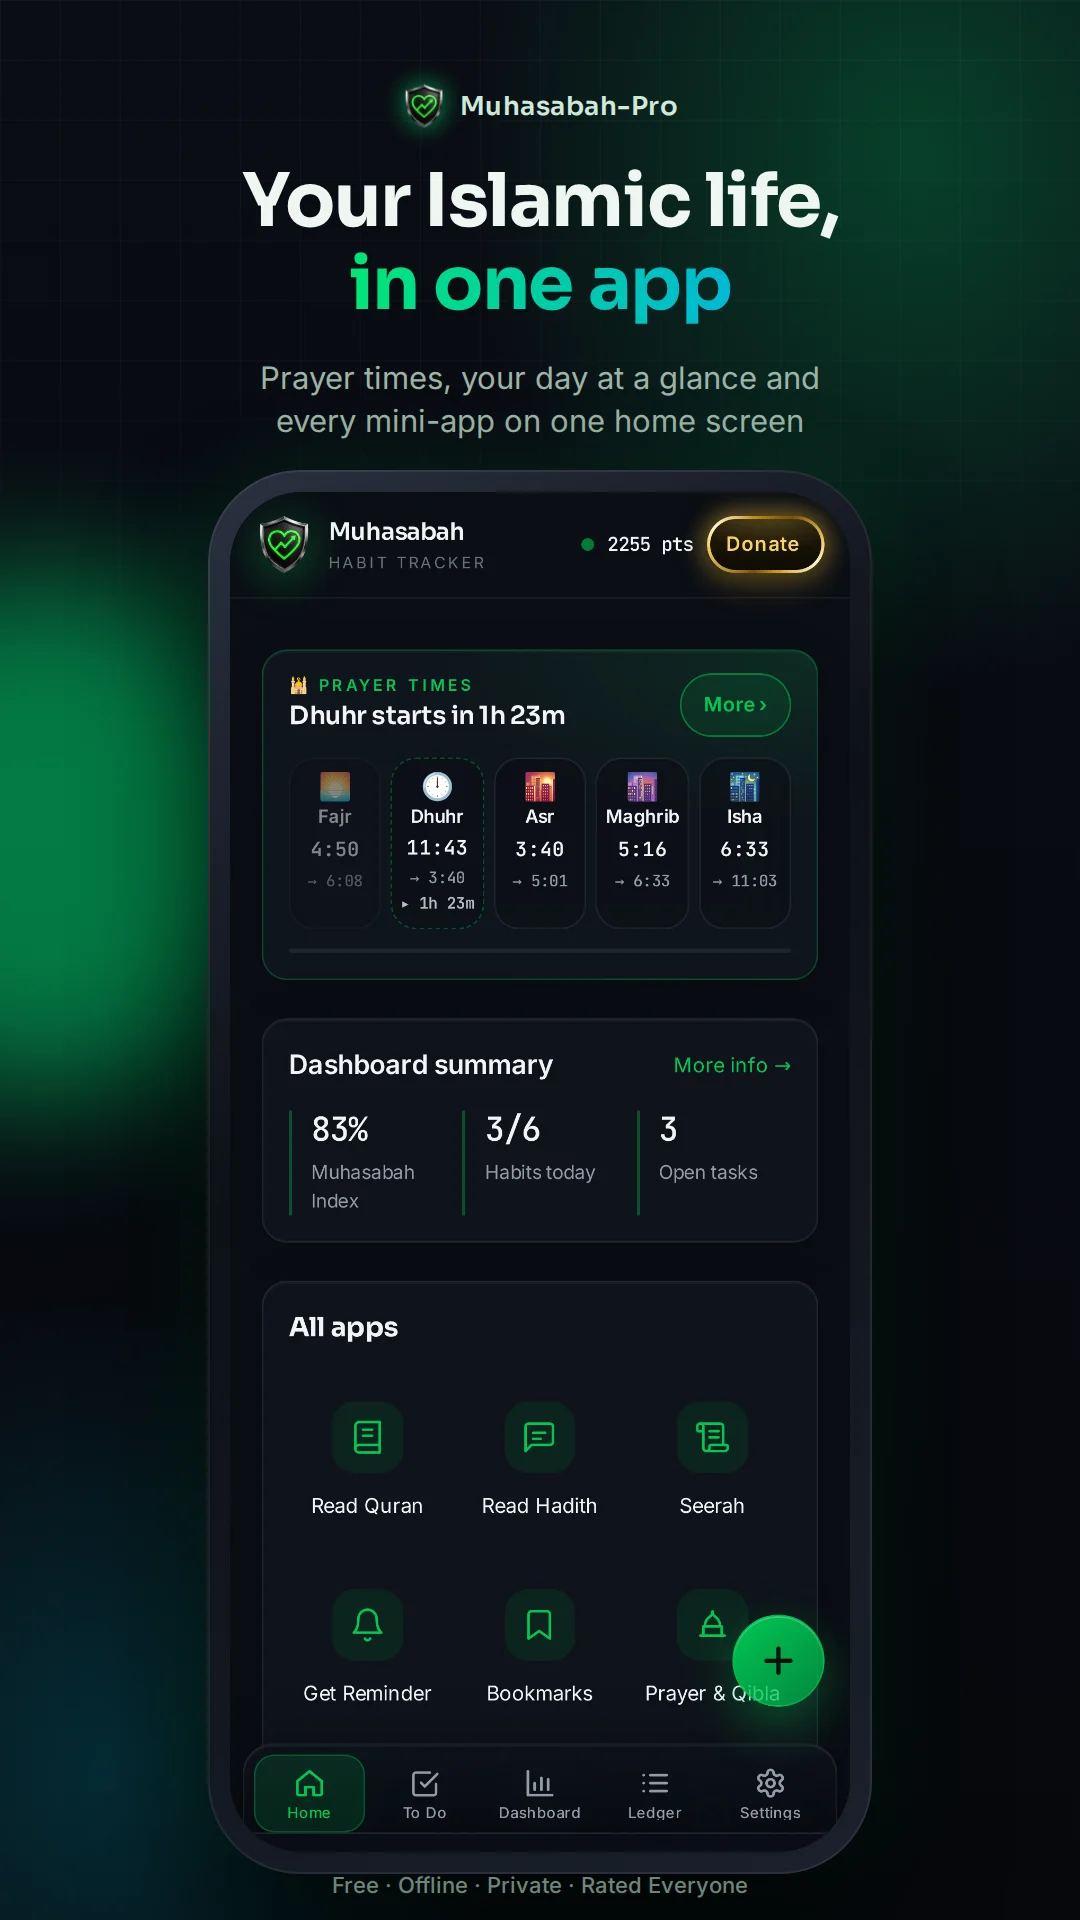 Muhasabah-Pro
Your Islamic life,
in one app
Prayer times, your day at a glance and
every mini-app on one home screen
Muhasabah
HABIT TRACKER
2255 pts
Donate
PRAYER TIMES
Dhuhr starts in 1h 23m
More ›
Fajr
4:50
→ 6:08
Dhuhr
11:43
→ 3:40
▸ 1h 23m
Asr
3:40
→ 5:01
Maghrib
5:16
→ 6:33
Isha
6:33
→ 11:03
Dashboard summary
More info →
83%
Muhasabah
Index
3/6
Habits today
3
Open tasks
All apps
Read Quran
Read Hadith
Seerah
Get Reminder
Bookmarks
Prayer & Qibla
Home
To Do
Dashboard
Ledger
Settings
Free · Offline · Private · Rated Everyone